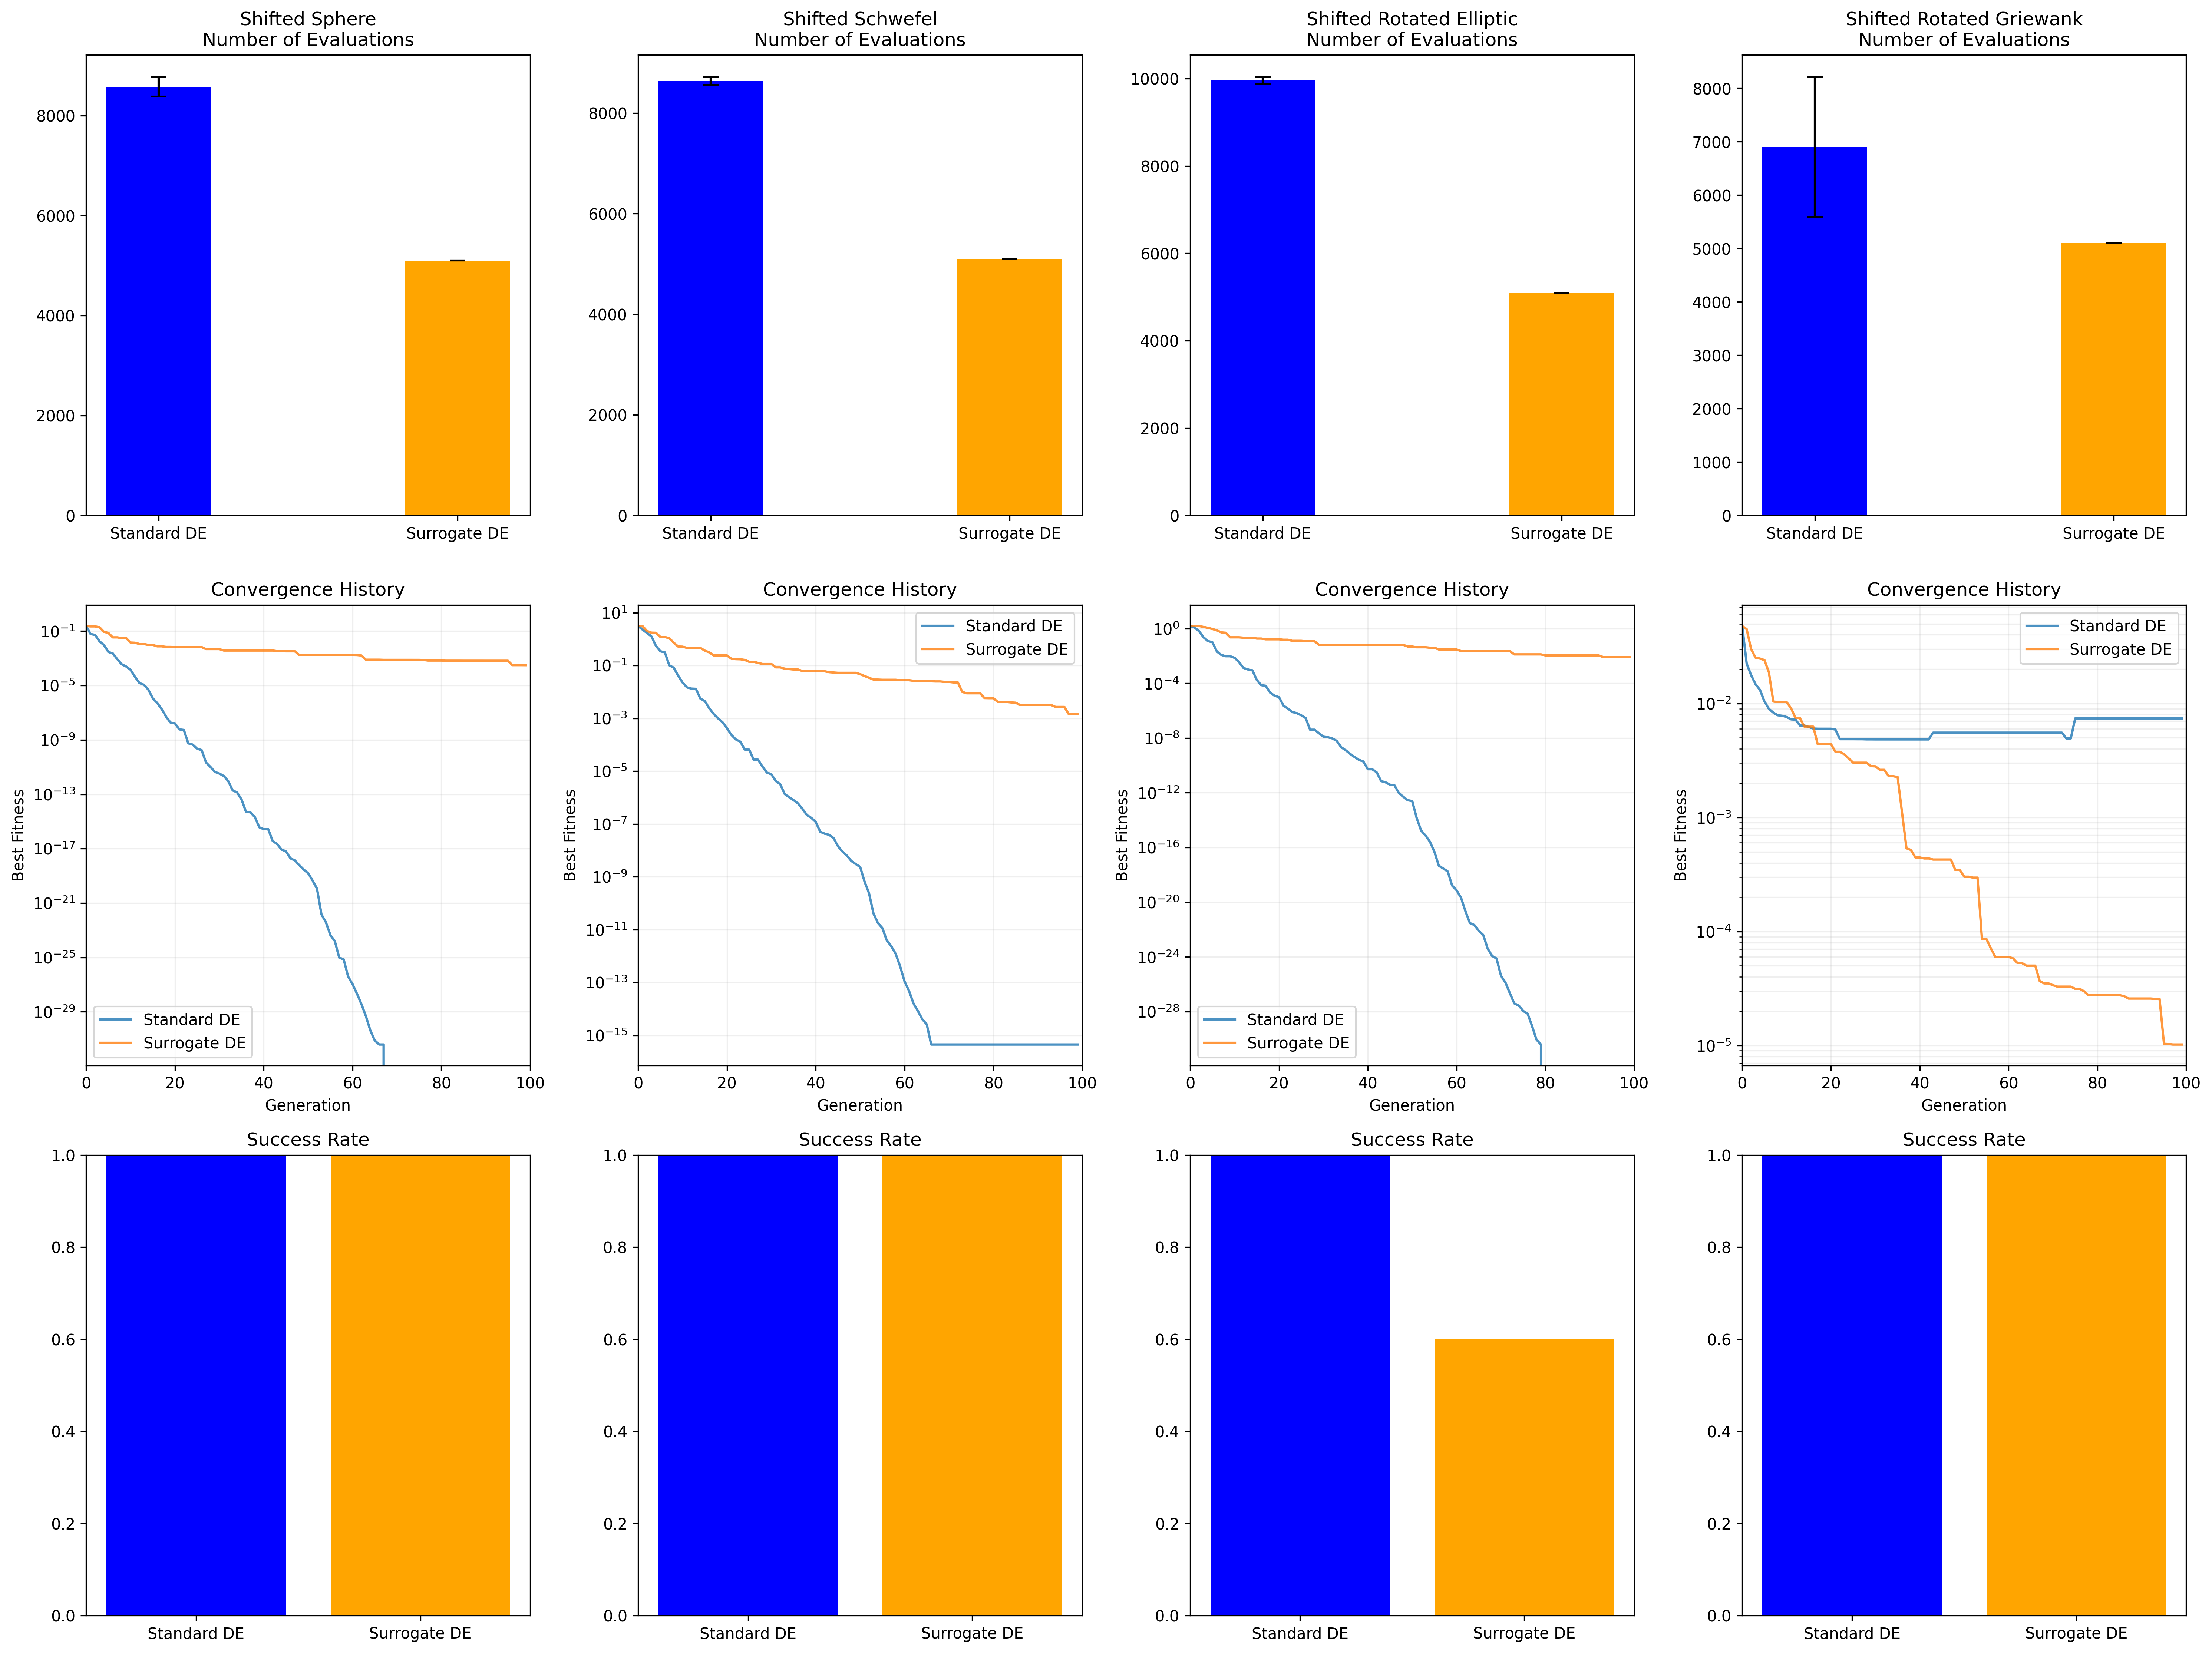 Shifted Sphere
Number of Evaluations
8000
6000
4000
2000
0
Standard DE
Surrogate DE
Shifted Schwefel
Number of Evaluations
8000
6000
4000
2000
0
Standard DE
Surrogate DE
Shifted Rotated Elliptic
Number of Evaluations
10000
8000
6000
4000
2000
0
Standard DE
Surrogate DE
Shifted Rotated Griewank
Number of Evaluations
8000
7000
6000
5000
4000
3000
2000
1000
0
Standard DE
Surrogate DE
Convergence History
Best Fitness
10⁻¹
10⁻⁵
10⁻⁹
10⁻¹³
10⁻¹⁷
10⁻²¹
10⁻²⁵
10⁻²⁹
Standard DE
Surrogate DE
0 20 40 60 80 100
Generation
Convergence History
Best Fitness
10¹
10⁻¹
10⁻³
10⁻⁵
10⁻⁷
10⁻⁹
10⁻¹¹
10⁻¹³
10⁻¹⁵
Standard DE
Surrogate DE
0 20 40 60 80 100
Generation
Convergence History
Best Fitness
10⁰
10⁻⁴
10⁻⁸
10⁻¹²
10⁻¹⁶
10⁻²⁰
10⁻²⁴
10⁻²⁸
Standard DE
Surrogate DE
0 20 40 60 80 100
Generation
Convergence History
Best Fitness
10⁻²
10⁻³
10⁻⁴
10⁻⁵
Standard DE
Surrogate DE
0 20 40 60 80 100
Generation
Success Rate
1.0
0.8
0.6
0.4
0.2
0.0
Standard DE
Surrogate DE
Success Rate
1.0
0.8
0.6
0.4
0.2
0.0
Standard DE
Surrogate DE
Success Rate
1.0
0.8
0.6
0.4
0.2
0.0
Standard DE
Surrogate DE
Success Rate
1.0
0.8
0.6
0.4
0.2
0.0
Standard DE
Surrogate DE